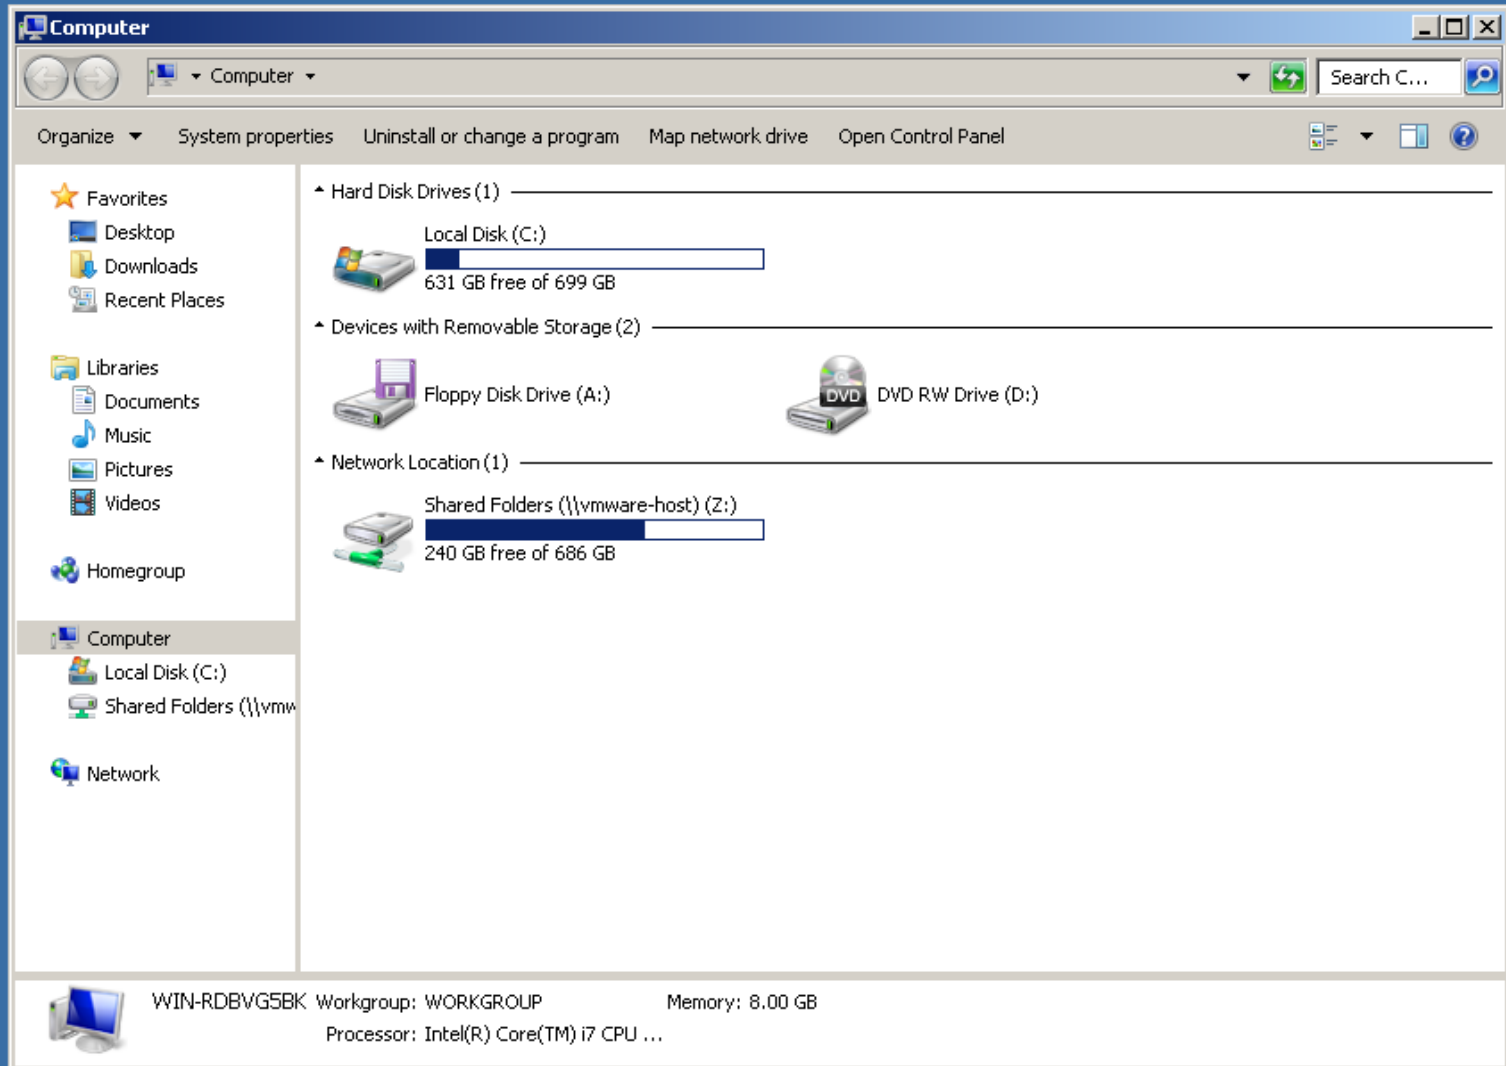 Computer
Computer
Search C...
Organize System properties Uninstall or change a program Map network drive Open Control Panel
Favorites
Desktop
Downloads
Recent Places
Libraries
Documents
Music
Pictures
Videos
Homegroup
Computer
Local Disk (C:)
Shared Folders (\\vmw
Network
Hard Disk Drives (1)
Local Disk (C:)
631 GB free of 699 GB
Devices with Removable Storage (2)
Floppy Disk Drive (A:)
DVD
DVD RW Drive (D:)
Network Location (1)
Shared Folders (\\vmware-host) (Z:)
240 GB free of 686 GB
WIN-RDBVG5BK Workgroup: WORKGROUP Memory: 8.00 GB
Processor: Intel(R) Core(TM) i7 CPU ...